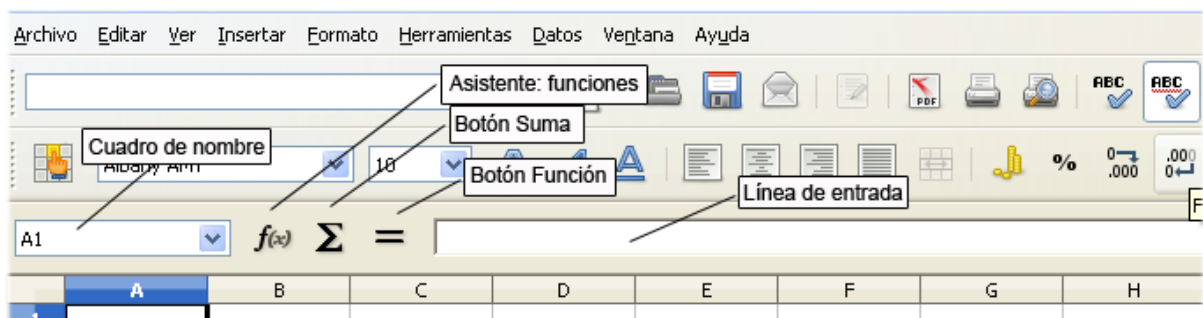 Archivo Editar Ver Insertar Formato Herramientas Datos Ventana Ayuda
Asistente: funciones
PDF
ABC
ABC
Botón Suma
Cuadro de nombre
10
Botón Función
%
0
.000
.000
0
Línea de entrada
F
A1
f(x) Σ =
A B C D E F G H
1